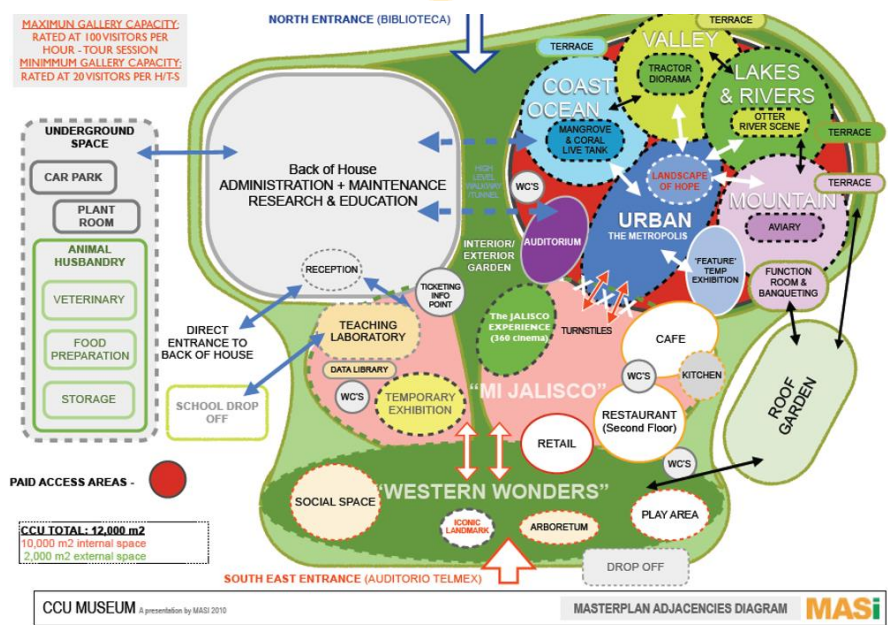 MAXIMUN GALLERY CAPACITY:
RATED AT 100 VISITORS PER
HOUR - TOUR SESSION
MINIMMUM GALLERY CAPACITY:
RATED AT 20 VISITORS PER H/T-S
NORTH ENTRANCE (BIBLIOTECA)
TERRACE
TERRACE
VALLEY
TRACTOR
DIORAMA
COAST
OCEAN
MANGROVE
& CORAL
LIVE TANK
LAKES
& RIVERS
OTTER
RIVER SCENE
TERRACE
TERRACE
UNDERGROUND
SPACE
CAR PARK
PLANT
ROOM
ANIMAL
HUSBANDRY
VETERINARY
FOOD
PREPARATION
STORAGE
Back of House
ADMINISTRATION + MAINTENANCE
RESEARCH & EDUCATION
HIGH
LEVEL
WALKWAY
/TUNNEL
WC'S
LANDSCAPE
OF HOPE
MOUNTAIN
AVIARY
URBAN
THE METROPOLIS
AUDITORIUM
INTERIOR/
EXTERIOR
GARDEN
'FEATURE'
TEMP
EXHIBITION
FUNCTION
ROOM &
BANQUETING
RECEPTION
TICKETING
INFO
POINT
DIRECT
ENTRANCE TO
BACK OF HOUSE
TEACHING
LABORATORY
DATA LIBRARY
WC'S
TEMPORARY
EXHIBITION
SCHOOL DROP
OFF
The JALISCO
EXPERIENCE
(360 cinema)
X X X
TURNSTILES
CAFE
WC'S
KITCHEN
"MI JALISCO"
RESTAURANT
(Second Floor)
RETAIL
WC'S
ROOF
GARDEN
PAID ACCESS AREAS -
"WESTERN WONDERS"
SOCIAL SPACE
ICONIC
LANDMARK
ARBORETUM
PLAY AREA
CCU TOTAL: 12,000 m2
10,000 m2 internal space
2,000 m2 external space
DROP OFF
SOUTH EAST ENTRANCE (AUDITORIO TELMEX)
CCU MUSEUM A presentation by MASI 2010
MASTERPLAN ADJACENCIES DIAGRAM
MASi